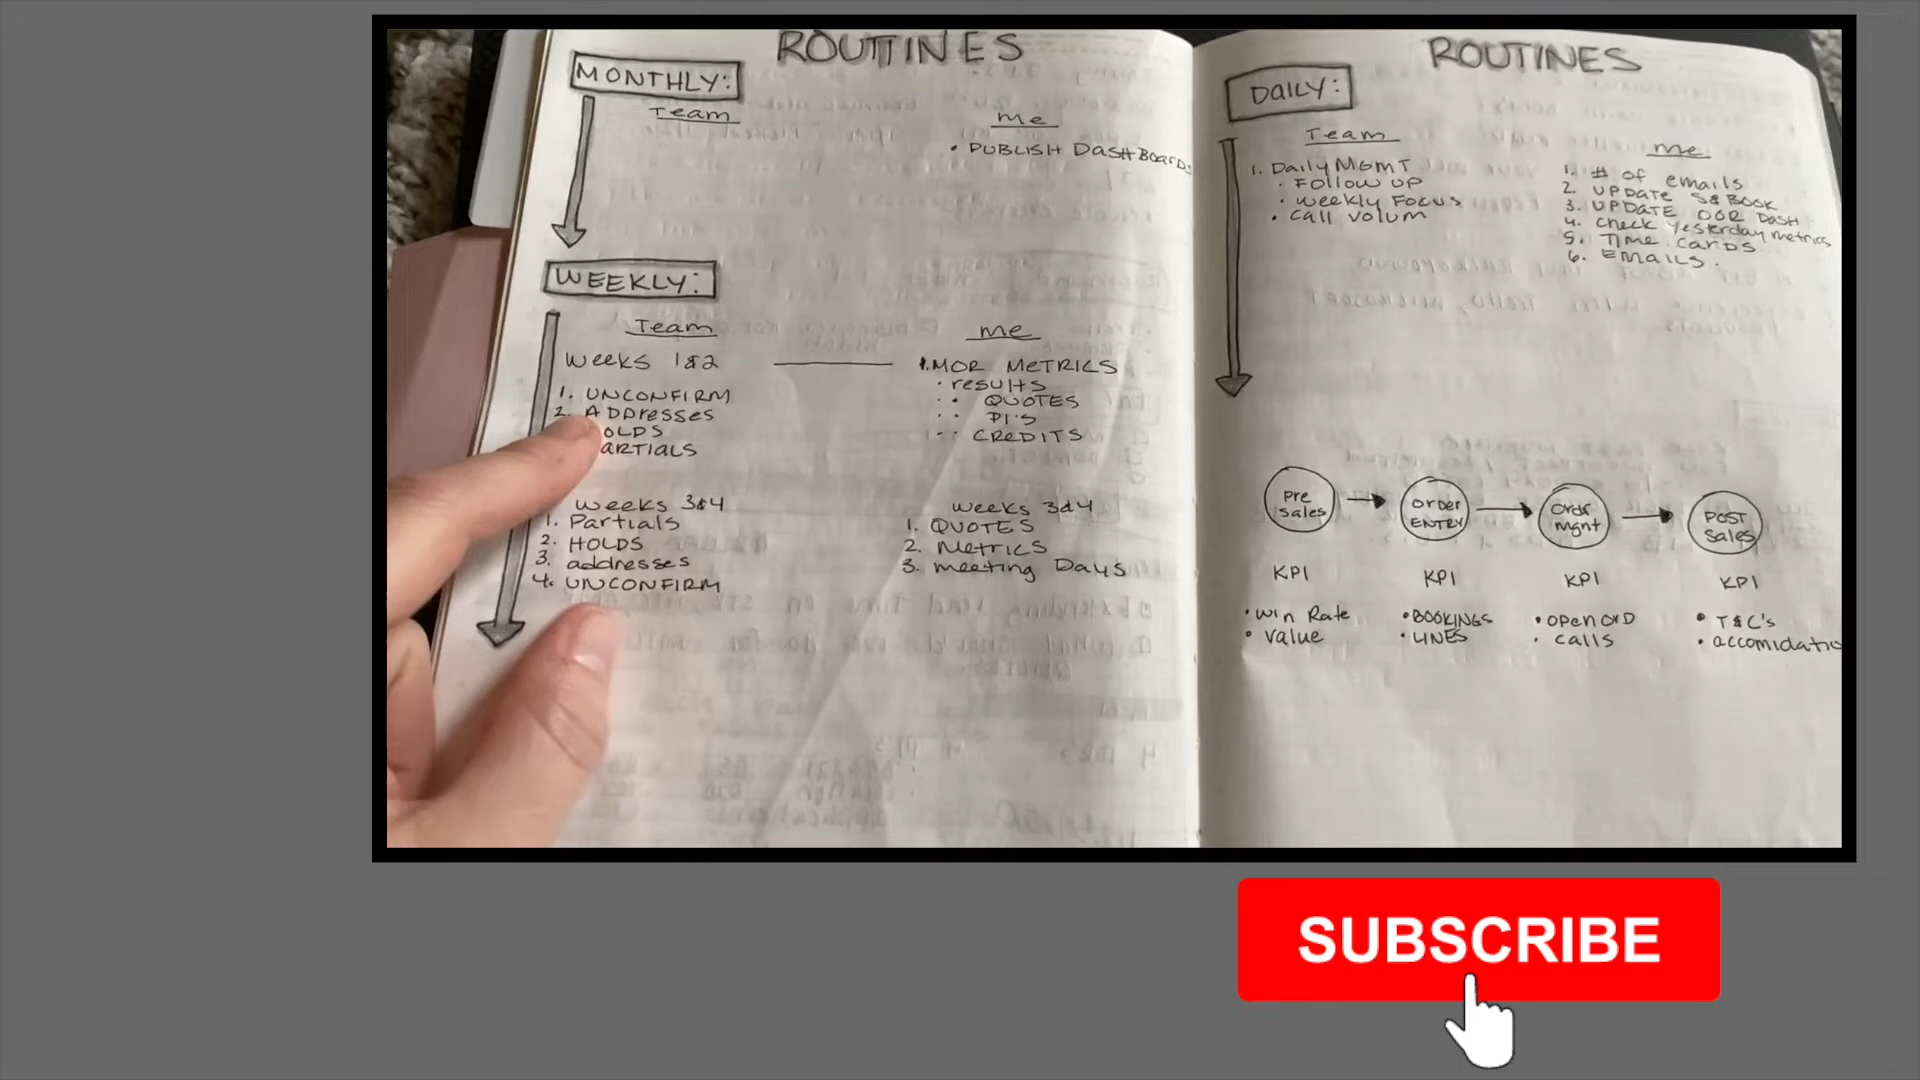 ROUTINES
MONTHLY:
Team
me
• PUBLISH DASHBoards
WEEKLY:
Team
me
Weeks 1&2
1. UNCONFIRM
2. ADDresses
OLDS
ARTIALS
1. MOR METRICS
· results
· · QUOTES
· · PI'S
· · CREDITS
Weeks 3&4
1. Partials
2. HOLDS
3. addresses
4. UNCONFIRM
Weeks 3&4
1. QUOTES
2. Metrics
3. Meeting Days
ROUTINES
DAILY:
Team
1. Daily MGMT
· Follow UP
· Weekly Focus
· Call Volum
me
1. # of emails
2. UPDATE S&BOOK
3. UPDATE OOR DASH
4. Check Yesterday metrics
5. Time Cards
6. Emails.
Pre Sales
Order ENTRY
Ordr mgnt
POST Sales
KPI
KPI
KPI
KPI
• Win Rate
• Value
• BOOKINGS
• LINES
• Open ORD
• Calls
• T&C's
• accomidatio
SUBSCRIBE